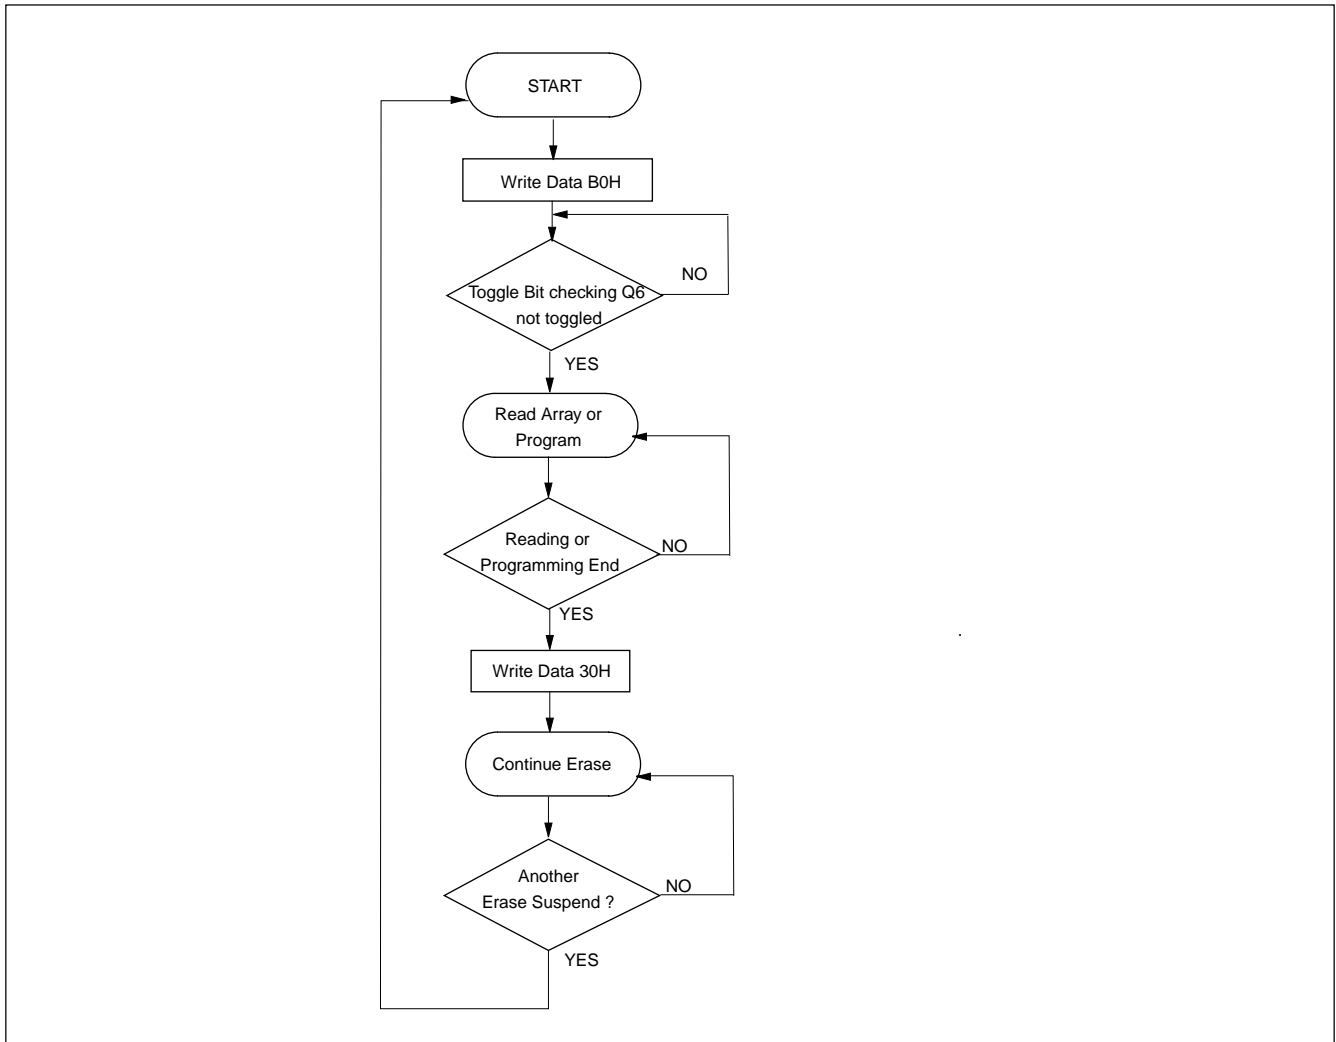 START
Write Data B0H
NO
Toggle Bit checking Q6
not toggled
YES
Read Array or
Program
Reading or
NO
Programming End
YES
Write Data 30H
Continue Erase
Another
NO
Erase Suspend ?
YES